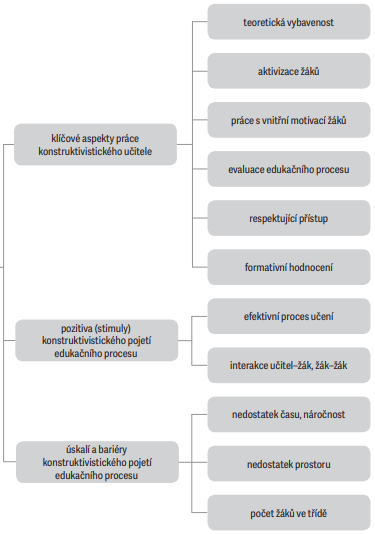 teoretická vybavenost
aktivizace žáků
práce s vnitřní motivací žáků
klíčové aspekty práce
konstruktivistického učitele
evaluace edukačního procesu
respektující přístup
formativní hodnocení
efektivní proces učení
pozitiva (stimuly)
konstruktivistického pojetí
edukačního procesu
interakce učitel–žák, žák–žák
nedostatek času, náročnost
úskalí a bariéry
konstruktivistického pojetí
edukačního procesu
nedostatek prostoru
počet žáků ve třídě